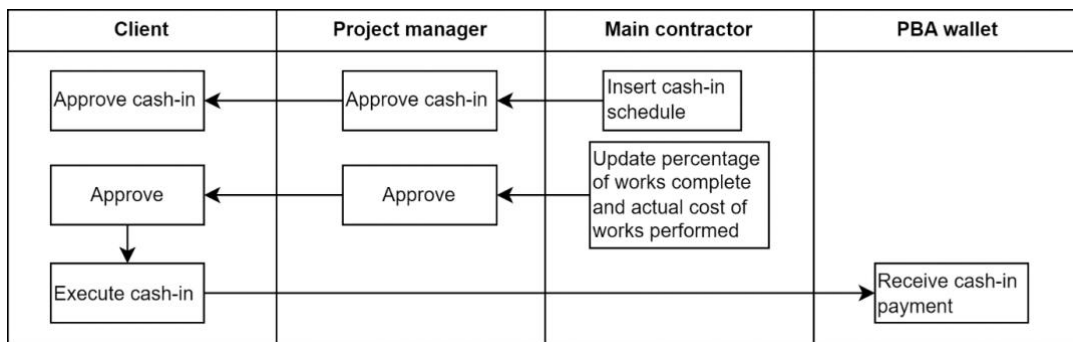 Client
Project manager
Main contractor
PBA wallet
Approve cash-in
Approve cash-in
Insert cash-in
schedule
Approve
Approve
Update percentage
of works complete
and actual cost of
works performed
Execute cash-in
Receive cash-in
payment